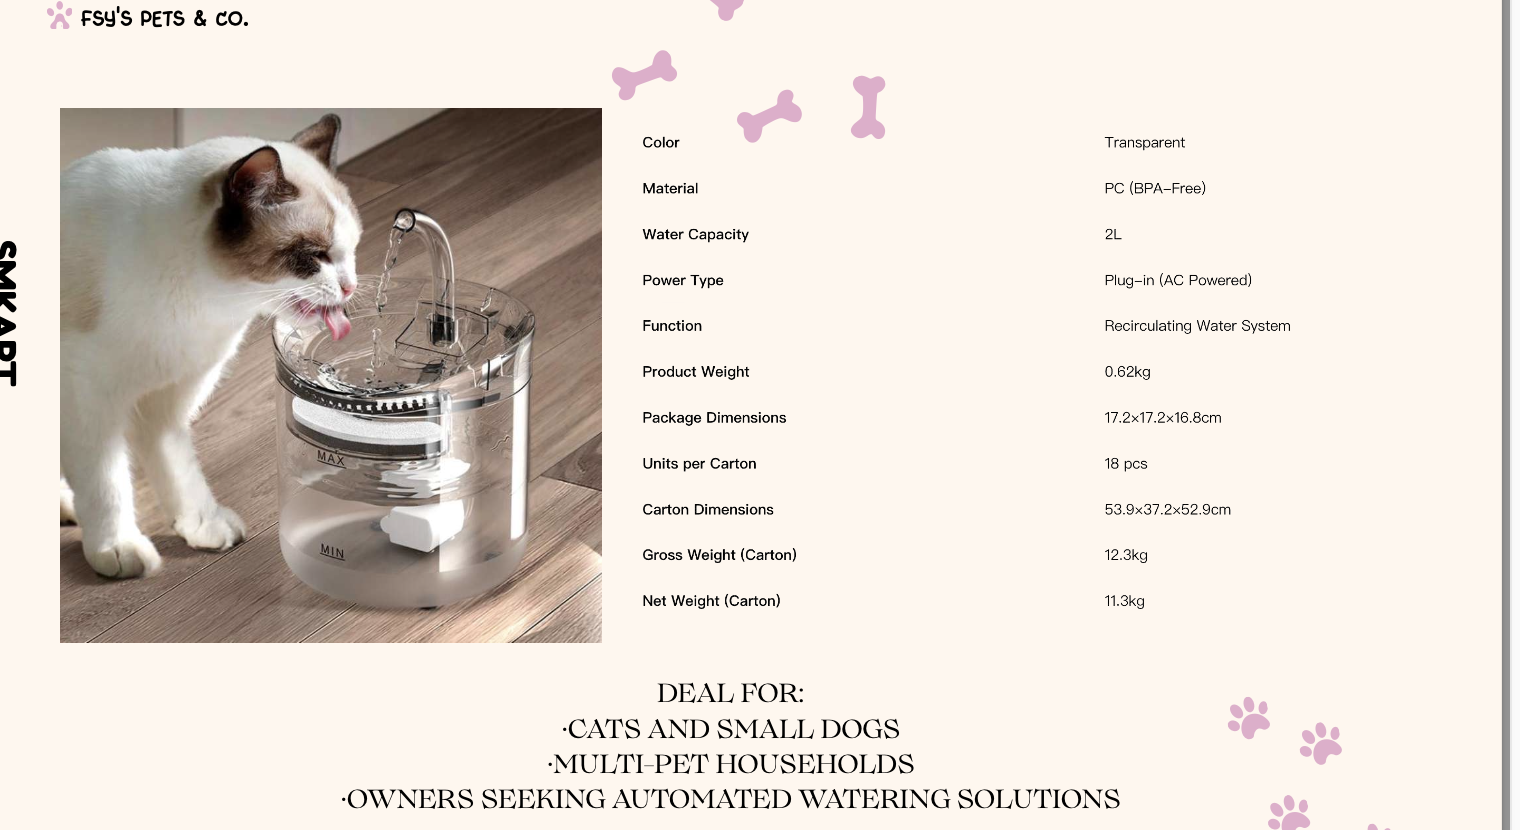 FSY'S PETS & CO.
SMKART
Color Transparent
Material PC (BPA-Free)
Water Capacity 2L
Power Type Plug-in (AC Powered)
Function Recirculating Water System
Product Weight 0.62kg
Package Dimensions 17.2×17.2×16.8cm
Units per Carton 18 pcs
Carton Dimensions 53.9×37.2×52.9cm
Gross Weight (Carton) 12.3kg
Net Weight (Carton) 11.3kg
MAX
MIN
DEAL FOR:
·CATS AND SMALL DOGS
·MULTI-PET HOUSEHOLDS
·OWNERS SEEKING AUTOMATED WATERING SOLUTIONS